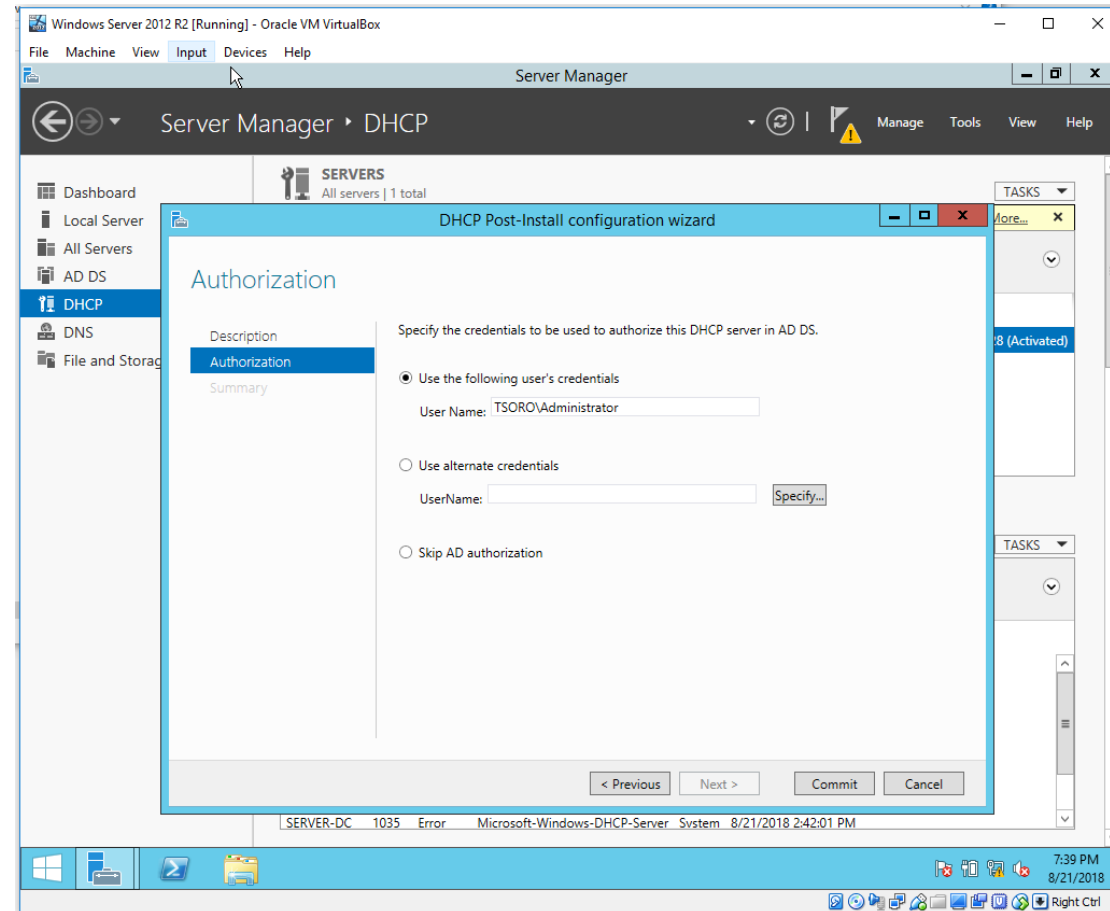 Windows Server 2012 R2 [Running] - Oracle VM VirtualBox
File Machine View Input Devices Help
Server Manager
Server Manager DHCP
Manage Tools View Help
SERVERS
All servers | 1 total
TASKS
Dashboard
Local Server
All Servers
AD DS
DHCP
DNS
File and Storag
More...
8 (Activated)
TASKS
DHCP Post-Install configuration wizard
Authorization
Description
Authorization
Summary
Specify the credentials to be used to authorize this DHCP server in AD DS.
Use the following user's credentials
User Name: TSORO\Administrator
Use alternate credentials
UserName: Specify...
Skip AD authorization
< Previous Next > Commit Cancel
SERVER-DC 1035 Error Microsoft-Windows-DHCP-Server System 8/21/2018 2:42:01 PM
7:39 PM
8/21/2018
Right Ctrl